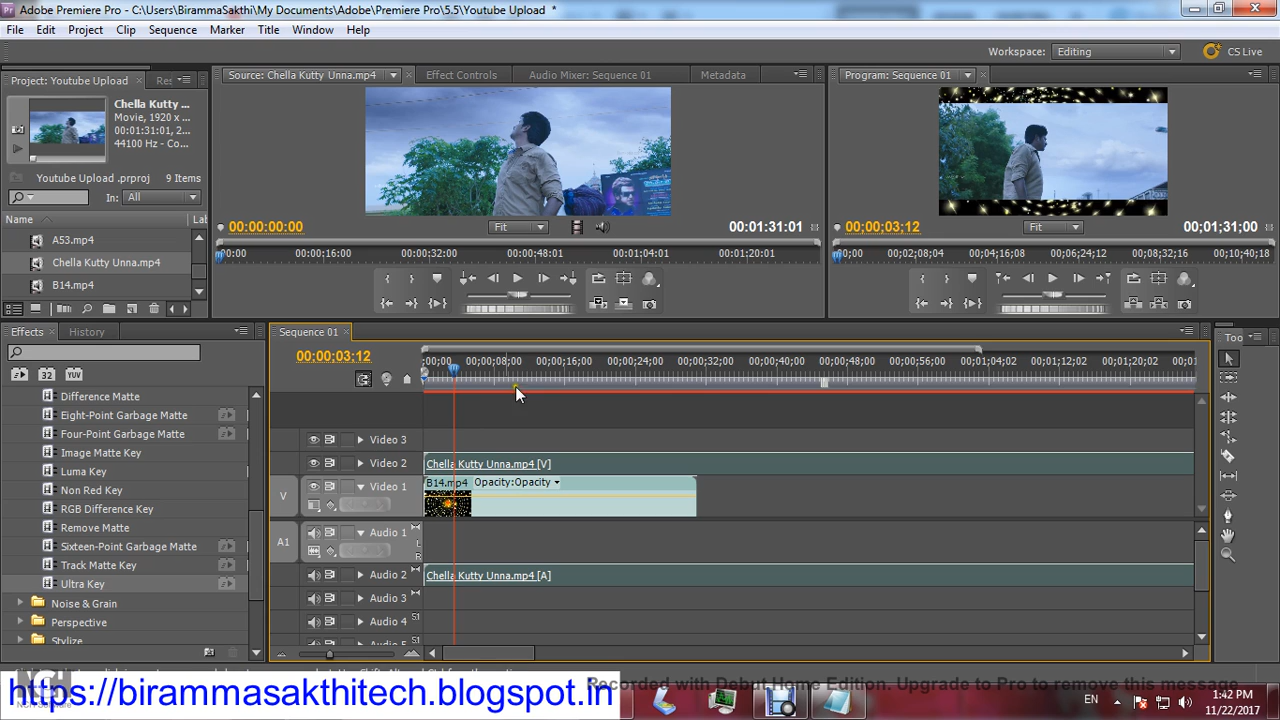 Adobe Premiere Pro - C:\Users\BirammaSakthi\My Documents\Adobe\Premiere Pro\5.5\Youtube Upload *
File Edit Project Clip Sequence Marker Title Window Help
Workspace: Editing CS Live
Project: Youtube Upload Res
Source: Chella Kutty Unna.mp4 Effect Controls Audio Mixer: Sequence 01 Metadata
Program: Sequence 01
Chella Kutty ...
Movie, 1920 x ...
00:01:31:01, 2...
44100 Hz - Co...
Youtube Upload .prproj 9 Items
In: All
Name Lab
A53.mp4
Chella Kutty Unna.mp4
B14.mp4
00:00:00:00 Fit 00:01:31:01
0:00 00:00:16:00 00:00:32:00 00:00:48:01 00:01:04:01 00:01:20:01
00;00;03;12 Fit 00;01;31;00
00;00 00;02;08;04 00;04;16;08 00;06;24;12 00;08;32;16 00;10;40;18
Effects History
32 YUV
Difference Matte
Eight-Point Garbage Matte
Four-Point Garbage Matte
Image Matte Key
Luma Key
Non Red Key
RGB Difference Key
Remove Matte
Sixteen-Point Garbage Matte
Track Matte Key
Ultra Key
Noise & Grain
Perspective
Stylize
Sequence 01
00;00;03;12
;00;00 00;00;08;00 00;00;16;00 00;00;24;00 00;00;32;00 00;00;40;00 00;00;48;00 00;00;56;00 00;01;04;02 00;01;12;02 00;01;20;02 00;01
Video 3
Video 2 Chella Kutty Unna.mp4 [V]
V Video 1 B14.mp4 Opacity:Opacity
A1 Audio 1 L R
Audio 2 Chella Kutty Unna.mp4 [A]
Audio 3
Audio 4
Audio 5
Too
https://birammasakthitech.blogspot.in
Recorded with Debut Home Edition. Upgrade to Pro to remove this message
EN 1:42 PM
11/22/2017